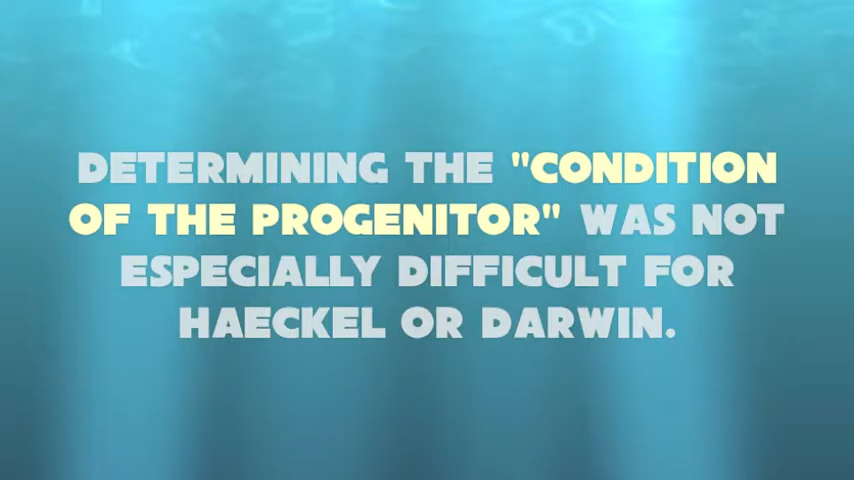 DETERMINING THE "CONDITION
OF THE PROGENITOR" WAS NOT
ESPECIALLY DIFFICULT FOR
HAECKEL OR DARWIN.